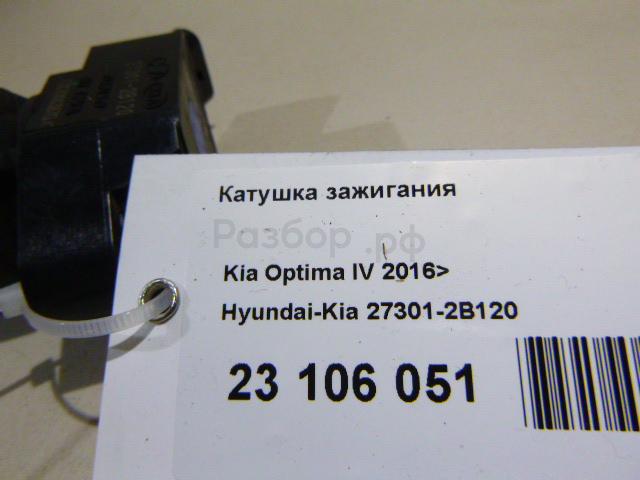 Катушка зажигания
Разбор.рф
Kia Optima IV 2016>
Hyundai-Kia 27301-2B120
23 106 051